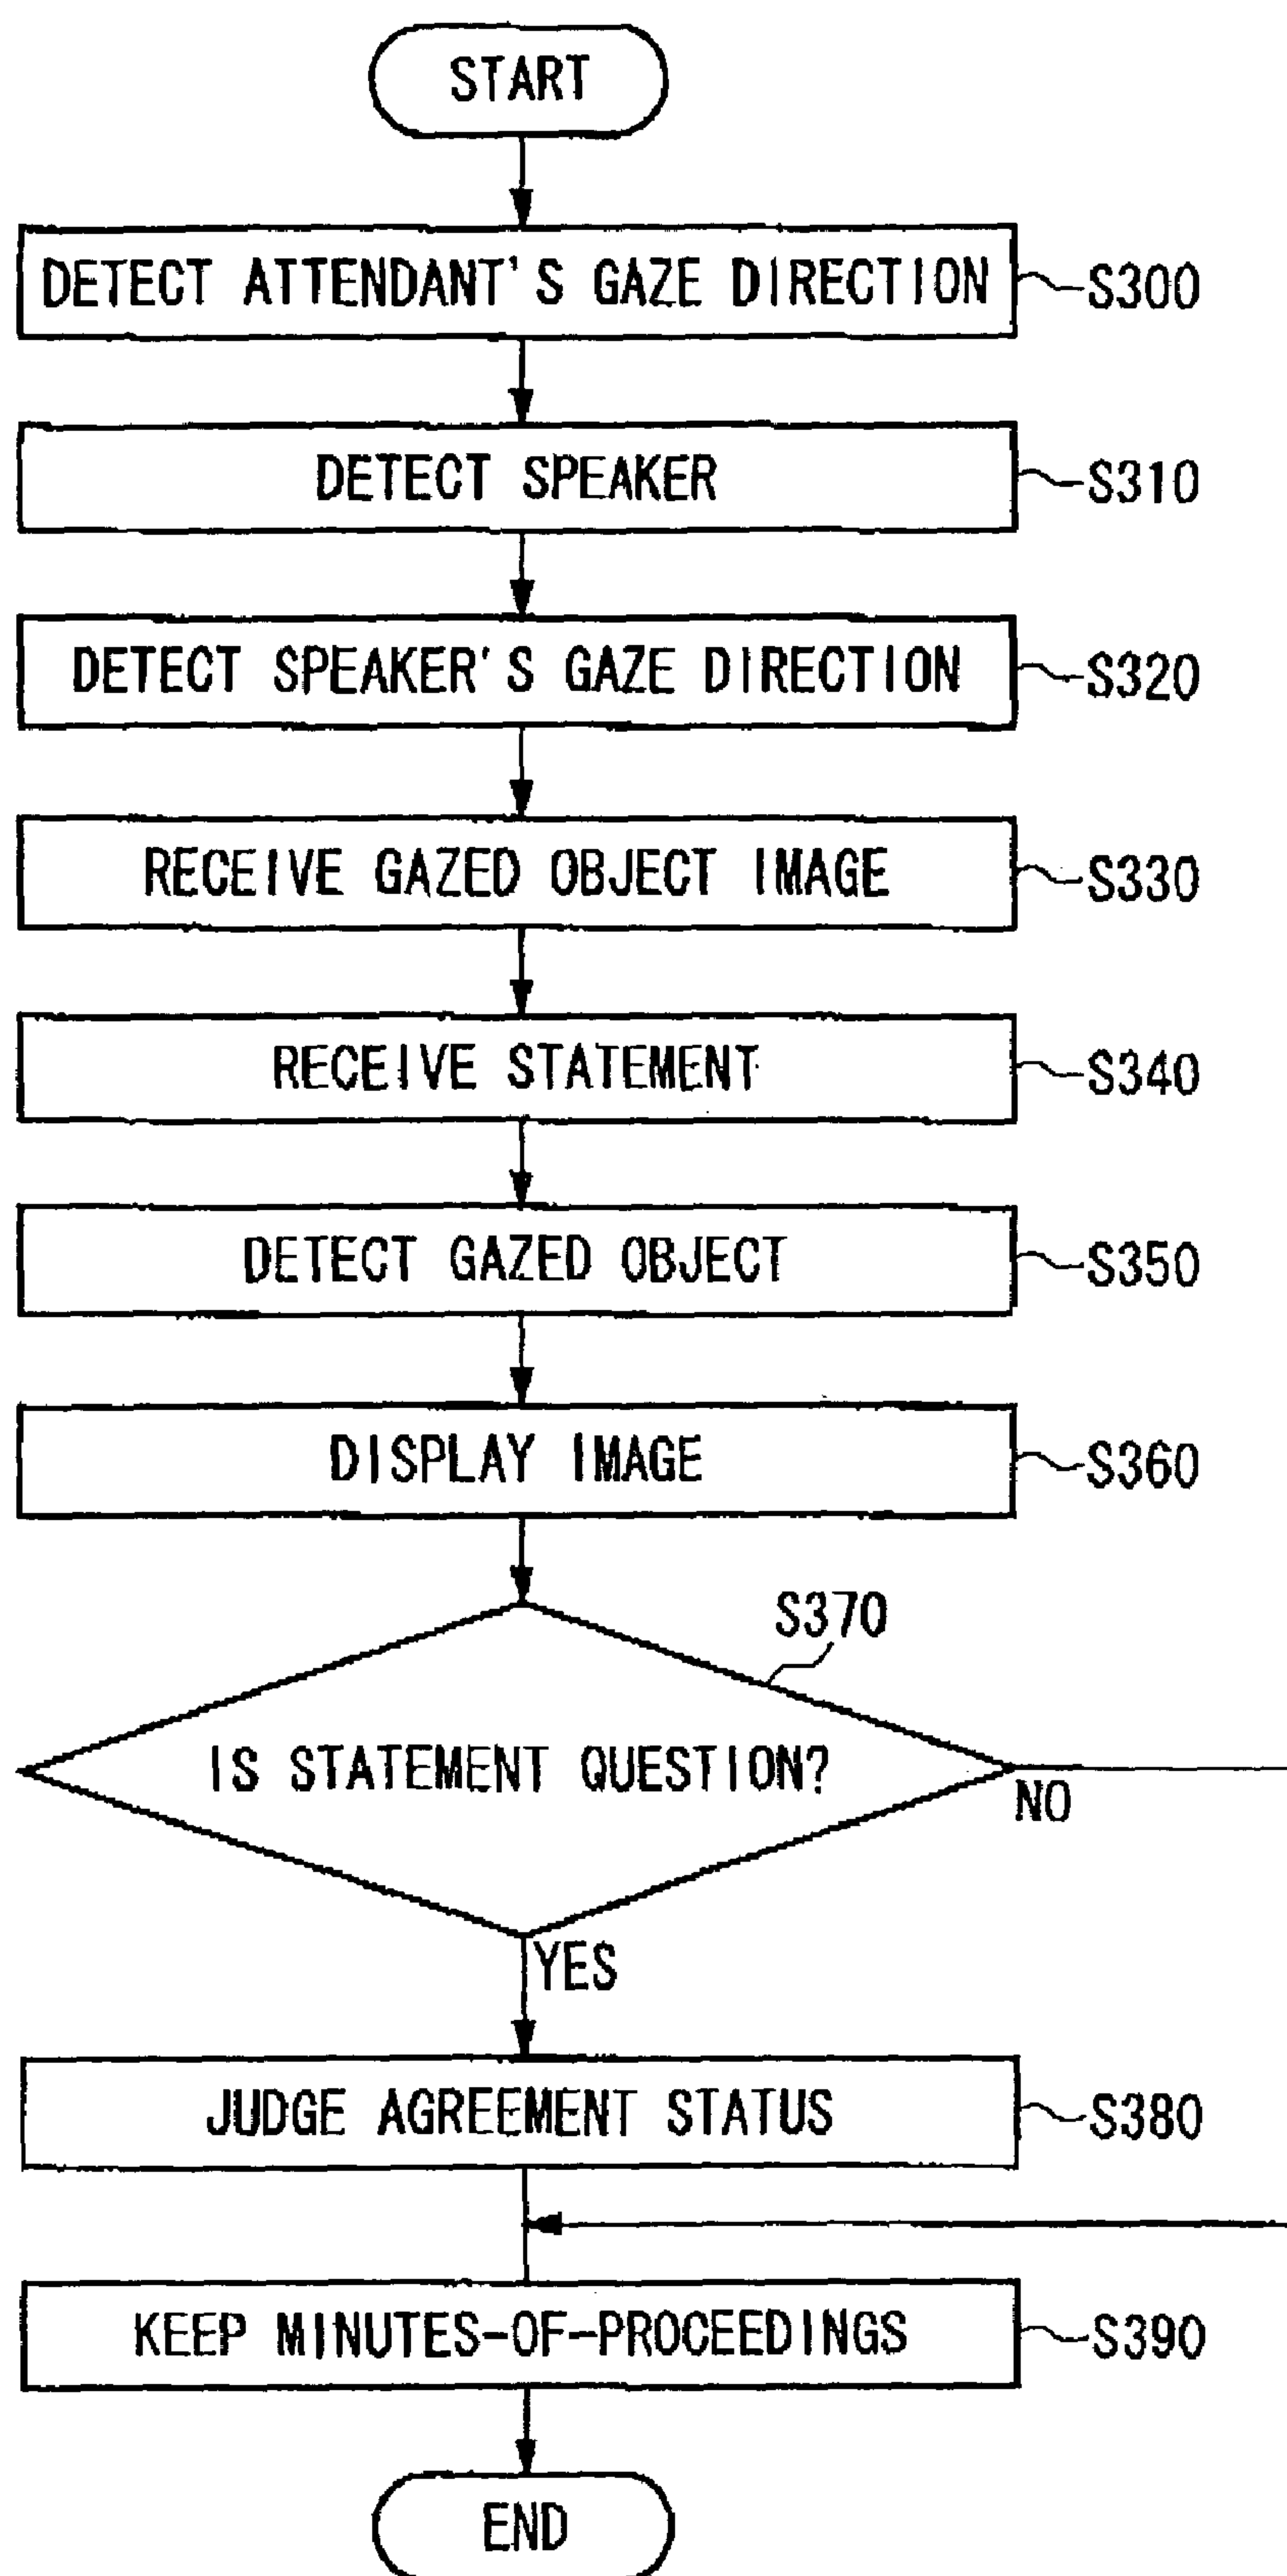 START
DETECT ATTENDANT'S GAZE DIRECTION S300
DETECT SPEAKER S310
DETECT SPEAKER'S GAZE DIRECTION S320
RECEIVE GAZED OBJECT IMAGE S330
RECEIVE STATEMENT S340
DETECT GAZED OBJECT S350
DISPLAY IMAGE S360
S370
IS STATEMENT QUESTION?
NO
YES
JUDGE AGREEMENT STATUS S380
KEEP MINUTES-OF-PROCEEDINGS S390
END